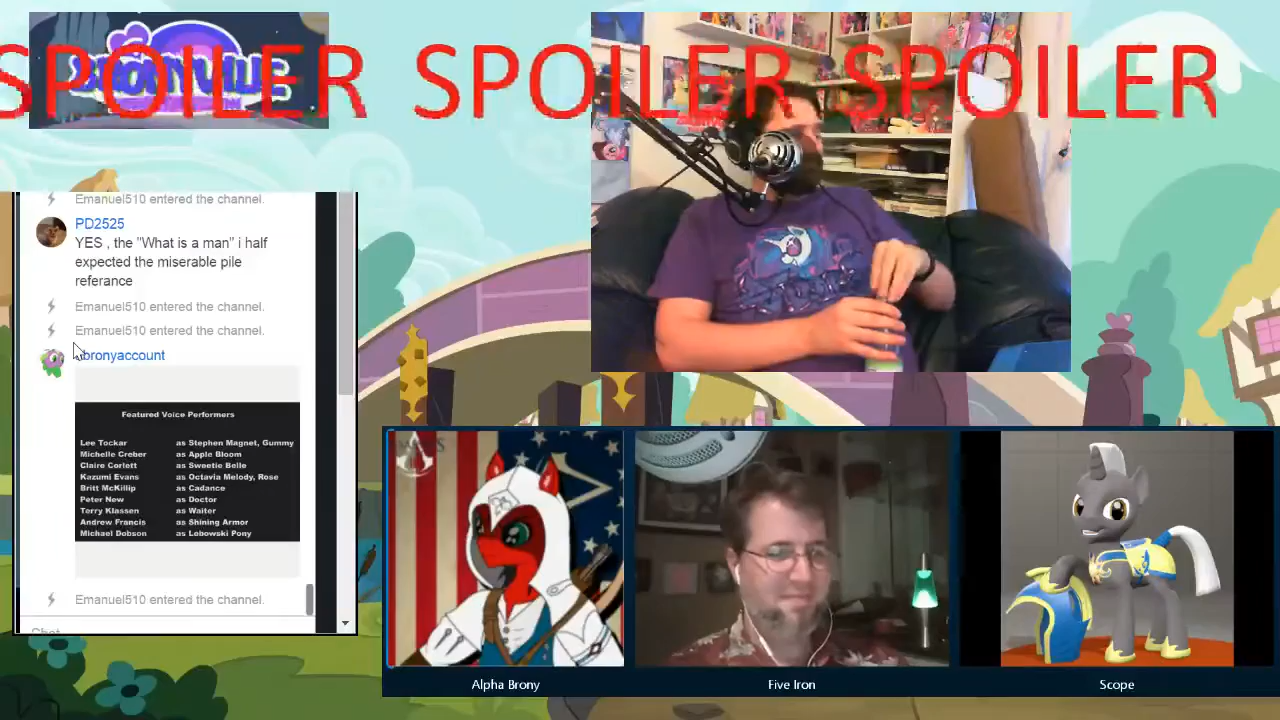 SPOILER SPOILER SPOILER
BRONYVILLE
Emanuel510 entered the channel.
PD2525
YES , the "What is a man" i half
expected the miserable pile
referance
Emanuel510 entered the channel.
Emanuel510 entered the channel.
bronyaccount
Featured Voice Performers
Lee Tockar as Stephen Magnet, Gummy
Michelle Creber as Apple Bloom
Claire Corlett as Sweetie Belle
Kazumi Evans as Octavia Melody, Rose
Britt McKillip as Cadance
Peter New as Doctor
Terry Klassen as Waiter
Andrew Francis as Shining Armor
Michael Dobson as Lebowski Pony
Emanuel510 entered the channel.
Chat
Alpha Brony
Five Iron
Scope